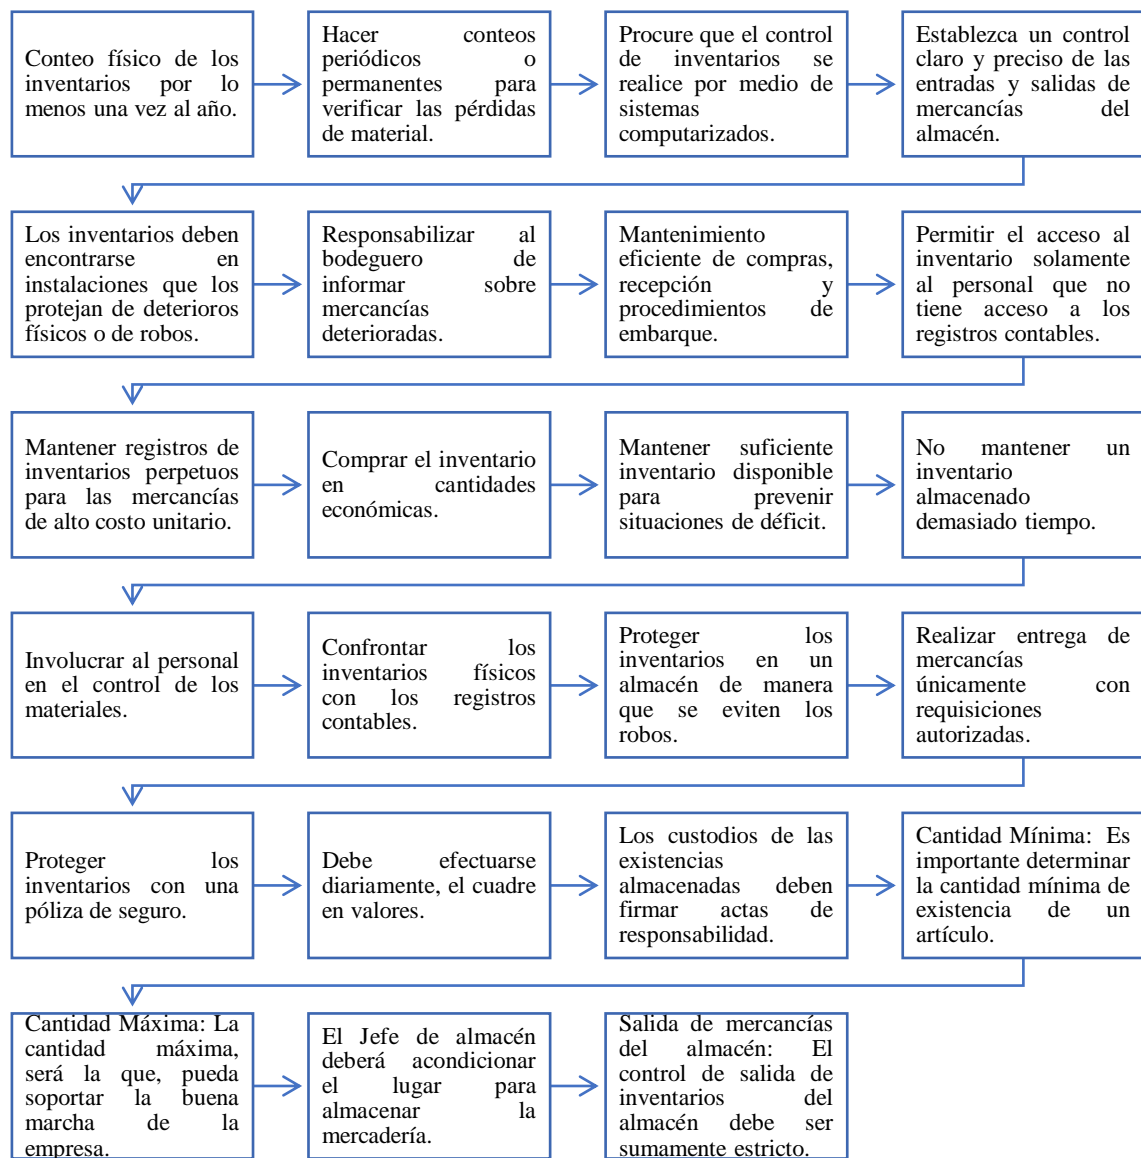 Conteo físico de los
inventarios por lo
menos una vez al año.
Hacer conteos
periódicos o
permanentes para
verificar las pérdidas
de material.
Procure que el control
de inventarios se
realice por medio de
sistemas
computarizados.
Establezca un control
claro y preciso de las
entradas y salidas de
mercancías del
almacén.
Los inventarios deben
encontrarse en
instalaciones que los
protejan de deterioros
físicos o de robos.
Responsabilizar al
bodeguero de
informar sobre
mercancías
deterioradas.
Mantenimiento
eficiente de compras,
recepción y
procedimientos de
embarque.
Permitir el acceso al
inventario solamente
al personal que no
tiene acceso a los
registros contables.
Mantener registros de
inventarios perpetuos
para las mercancías
de alto costo unitario.
Comprar el inventario
en cantidades
económicas.
Mantener suficiente
inventario disponible
para prevenir
situaciones de déficit.
No mantener un
inventario
almacenado
demasiado tiempo.
Involucrar al personal
en el control de los
materiales.
Confrontar los
inventarios físicos
con los registros
contables.
Proteger los
inventarios en un
almacén de manera
que se eviten los
robos.
Realizar entrega de
mercancías
únicamente con
requisiciones
autorizadas.
Proteger los
inventarios con una
póliza de seguro.
Debe efectuarse
diariamente, el cuadre
en valores.
Los custodios de las
existencias
almacenadas deben
firmar actas de
responsabilidad.
Cantidad Mínima: Es
importante determinar
la cantidad mínima de
existencia de un
artículo.
Cantidad Máxima: La
cantidad máxima,
será la que, pueda
soportar la buena
marcha de la
empresa.
El Jefe de almacén
deberá acondicionar
el lugar para
almacenar la
mercadería.
Salida de mercancías
del almacén: El
control de salida de
inventarios del
almacén debe ser
sumamente estricto.